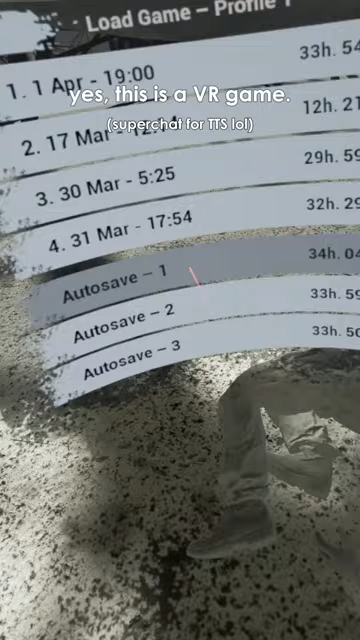 Load Game – Profile 1
1. 1 Apr - 19:00 33h. 54
yes, this is a VR game.
2. 17 Mar - 12h. 21
(superchat for TTS lol)
3. 30 Mar - 5:25 29h. 59
4. 31 Mar - 17:54 32h. 29
Autosave – 1 34h. 04
Autosave – 2 33h. 59
Autosave – 3 33h. 50